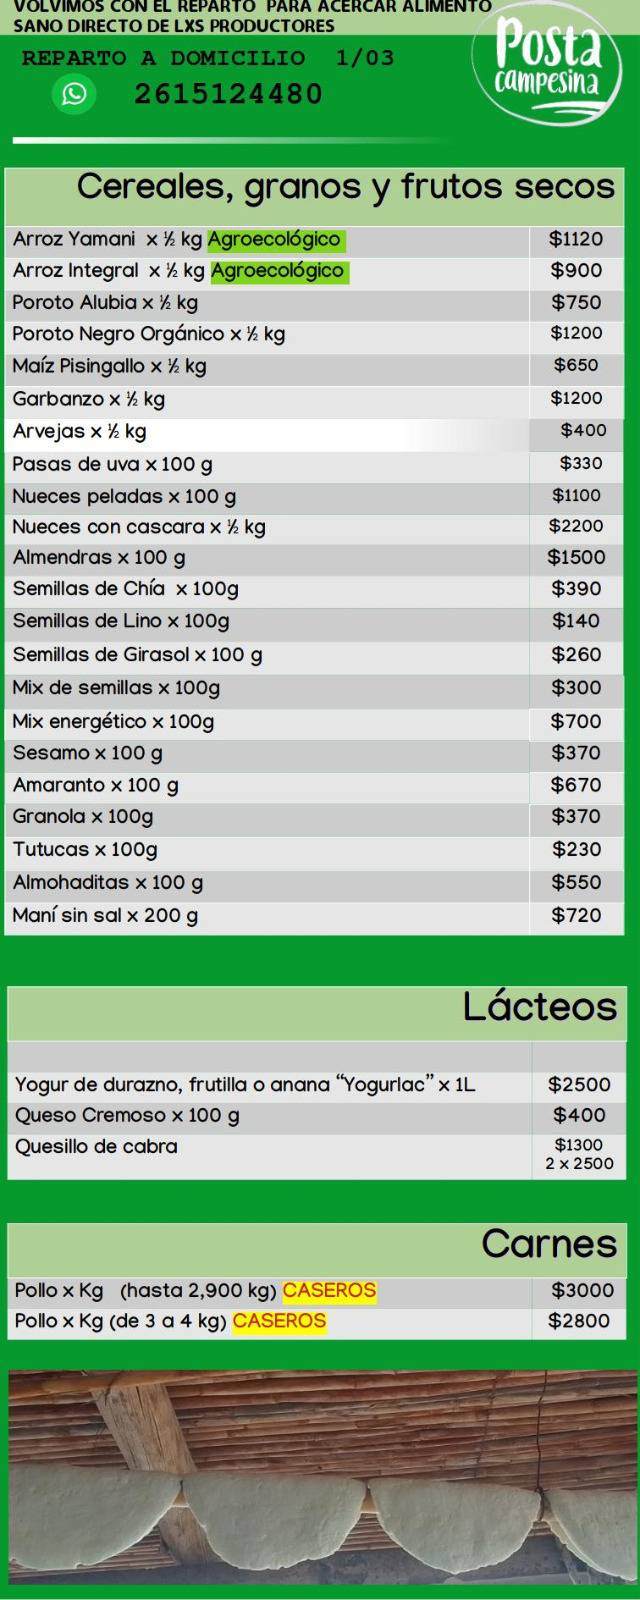 VOLVIMOS CON EL REPARTO PARA ACERCAR ALIMENTO
SANO DIRECTO DE LXS PRODUCTORES
REPARTO A DOMICILIO 1/03
2615124480
Posta
campesina
Cereales, granos y frutos secos
Arroz Yamani x ½ kg Agroecológico $1120
Arroz Integral x ½ kg Agroecológico $900
Poroto Alubia x ½ kg $750
Poroto Negro Orgánico x ½ kg $1200
Maíz Pisingallo x ½ kg $650
Garbanzo x ½ kg $1200
Arvejas x ½ kg $400
Pasas de uva x 100 g $330
Nueces peladas x 100 g $1100
Nueces con cascara x ½ kg $2200
Almendras x 100 g $1500
Semillas de Chía x 100g $390
Semillas de Lino x 100g $140
Semillas de Girasol x 100 g $260
Mix de semillas x 100g $300
Mix energético x 100g $700
Sesamo x 100 g $370
Amaranto x 100 g $670
Granola x 100g $370
Tutucas x 100g $230
Almohaditas x 100 g $550
Maní sin sal x 200 g $720
Lácteos
Yogur de durazno, frutilla o anana “Yogurlac” x 1L $2500
Queso Cremoso x 100 g $400
Quesillo de cabra $1300
2 x 2500
Carnes
Pollo x Kg (hasta 2,900 kg) CASEROS $3000
Pollo x Kg (de 3 a 4 kg) CASEROS $2800